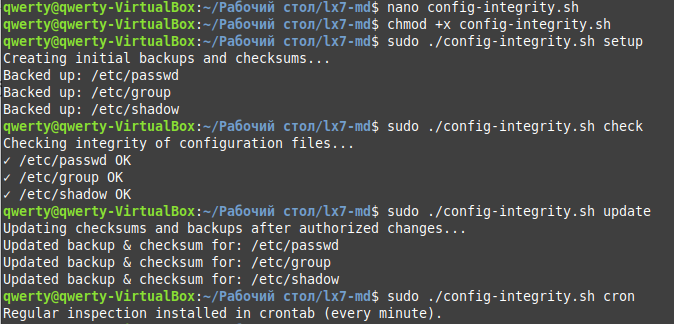 qwerty@qwerty-VirtualBox:~/Рабочий стол/lx7-md$ nano config-integrity.sh
qwerty@qwerty-VirtualBox:~/Рабочий стол/lx7-md$ chmod +x config-integrity.sh
qwerty@qwerty-VirtualBox:~/Рабочий стол/lx7-md$ sudo ./config-integrity.sh setup
Creating initial backups and checksums...
Backed up: /etc/passwd
Backed up: /etc/group
Backed up: /etc/shadow
qwerty@qwerty-VirtualBox:~/Рабочий стол/lx7-md$ sudo ./config-integrity.sh check
Checking integrity of configuration files...
✓ /etc/passwd OK
✓ /etc/group OK
✓ /etc/shadow OK
qwerty@qwerty-VirtualBox:~/Рабочий стол/lx7-md$ sudo ./config-integrity.sh update
Updating checksums and backups after authorized changes...
Updated backup & checksum for: /etc/passwd
Updated backup & checksum for: /etc/group
Updated backup & checksum for: /etc/shadow
qwerty@qwerty-VirtualBox:~/Рабочий стол/lx7-md$ sudo ./config-integrity.sh cron
Regular inspection installed in crontab (every minute).